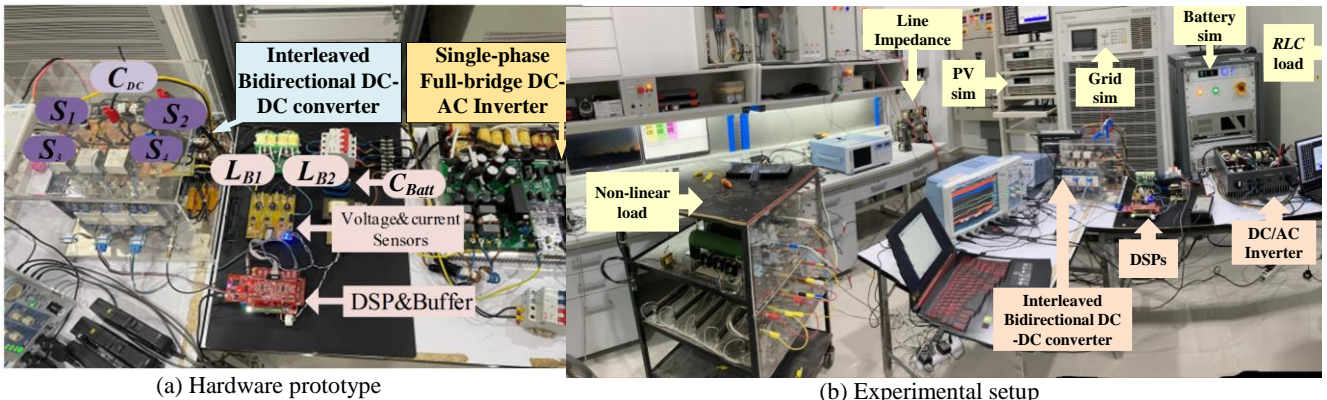 C_DC
S_1
S_2
S_3
S_4
Interleaved
Bidirectional DC-
DC converter
Single-phase
Full-bridge DC-
AC Inverter
L_B1
L_B2
C_Batt
Voltage&current
Sensors
DSP&Buffer
(a) Hardware prototype
Line
Impedance
PV
sim
Grid
sim
Battery
sim
RLC
load
Non-linear
load
DSPs
DC/AC
Inverter
Interleaved
Bidirectional DC
-DC converter
(b) Experimental setup